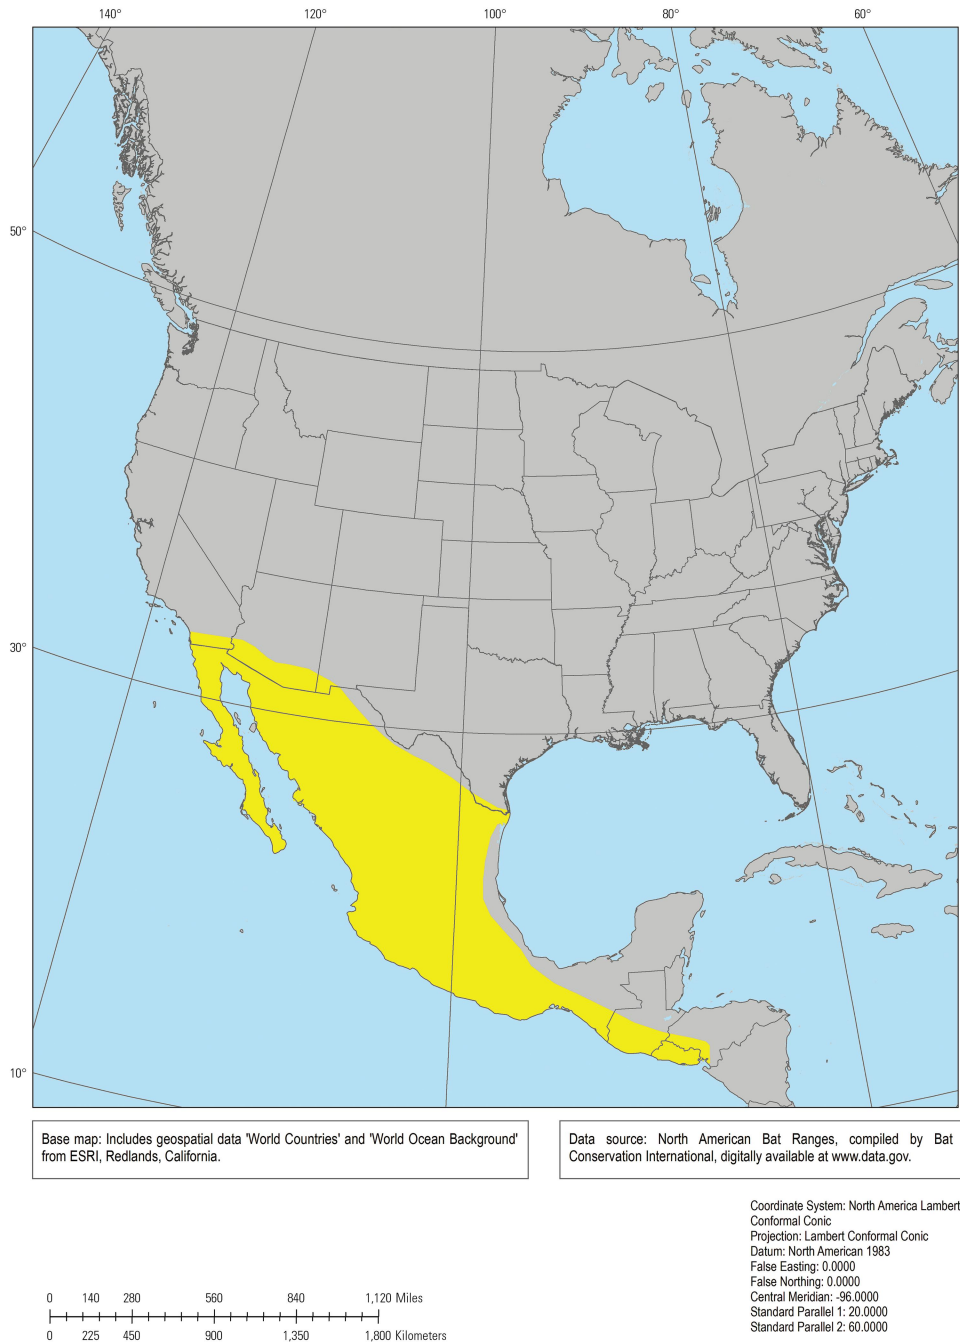 140°
120°
100°
80°
60°
50°
30°
10°
Base map: Includes geospatial data 'World Countries' and 'World Ocean Background'
from ESRI, Redlands, California.
Data source: North American Bat Ranges, compiled by Bat
Conservation International, digitally available at www.data.gov.
Coordinate System: North America Lambert
Conformal Conic
Projection: Lambert Conformal Conic
Datum: North American 1983
False Easting: 0.0000
False Northing: 0.0000
Central Meridian: -96.0000
Standard Parallel 1: 20.0000
Standard Parallel 2: 60.0000
0 140 280 560 840 1,120 Miles
0 225 450 900 1,350 1,800 Kilometers